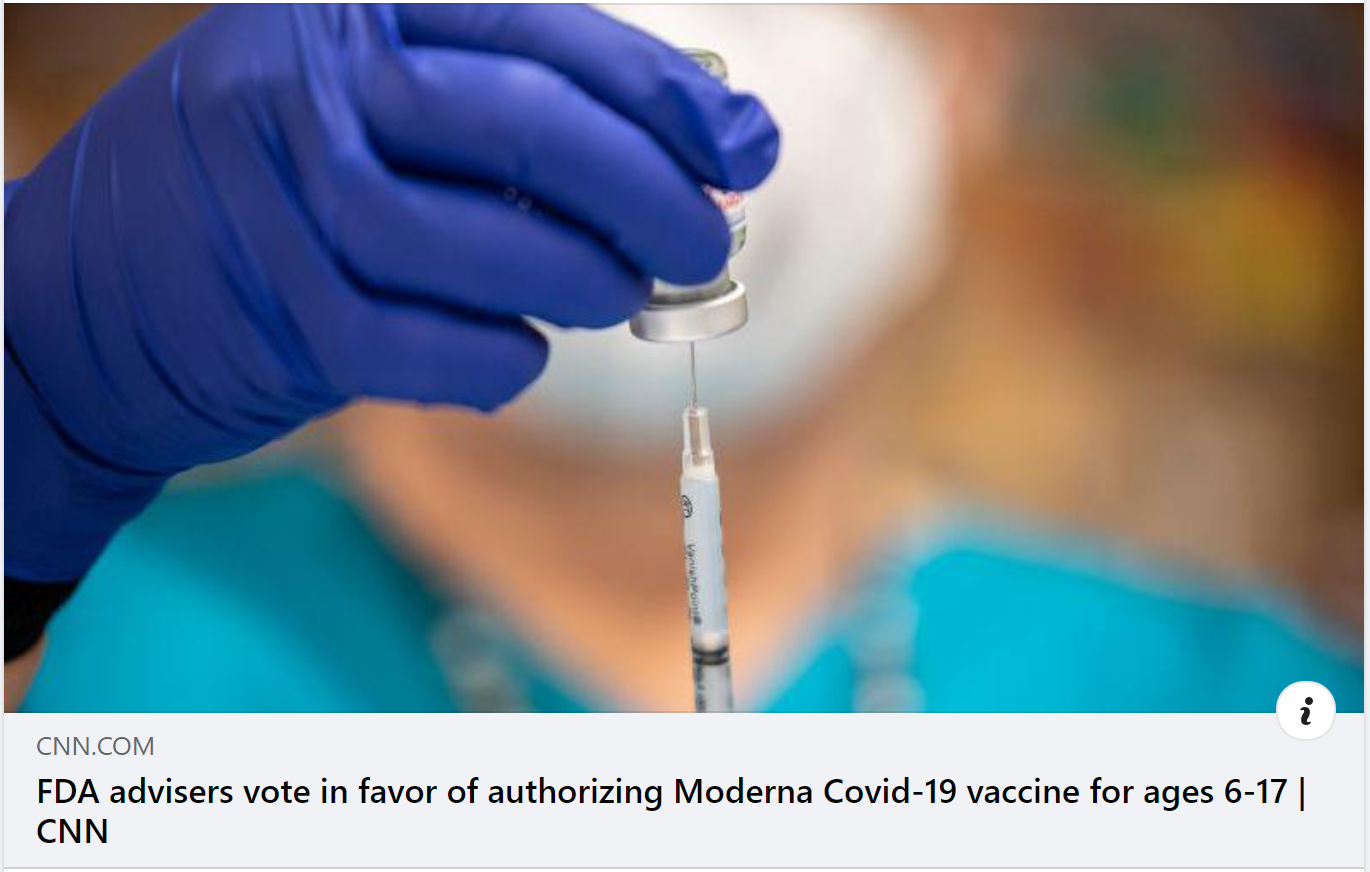 VanishPoint®
CNN.COM
FDA advisers vote in favor of authorizing Moderna Covid-19 vaccine for ages 6-17 |
CNN